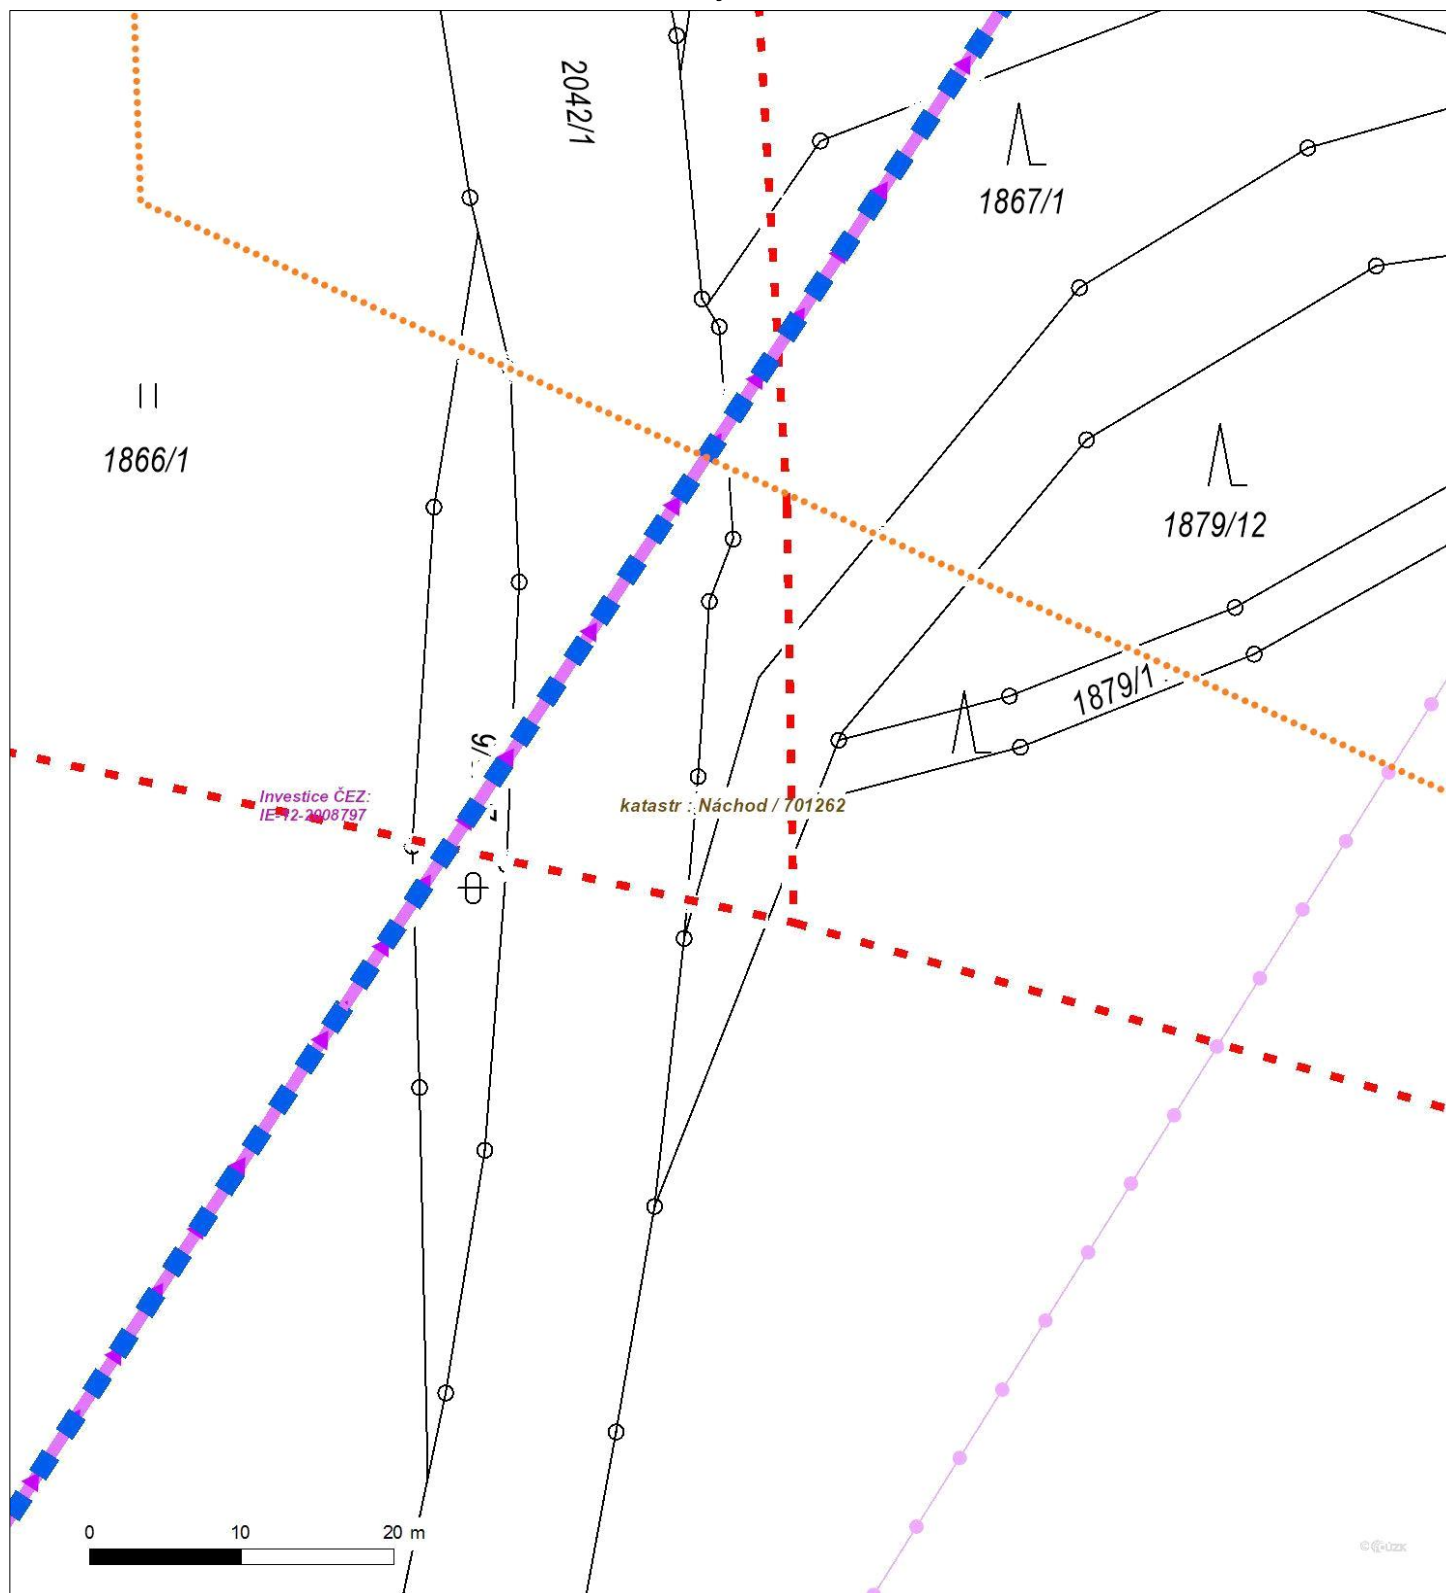 2042/1
1867/1
1866/1
1879/12
1879/1
Investice ČEZ:
IE-12-2008797
katastr : Náchod / 701262
0 10 20 m